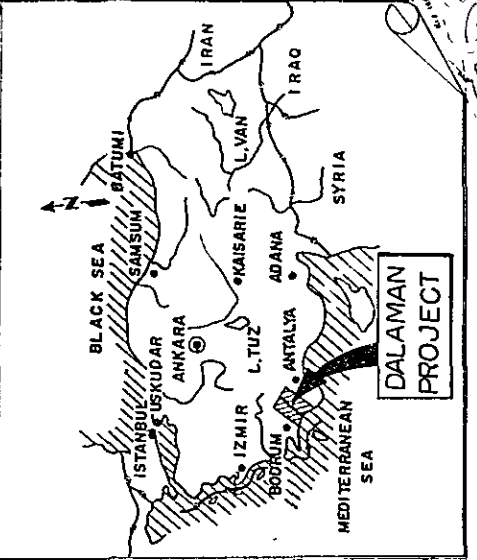 BLACK SEA
N
BATUMI
ISTANBUL
USKUDAR
SAMSUM
IRAN
ANKARA
L.VAN
KAISARIE
L.TUZ
IRAQ
IZMIR
BODRUM
ANTALYA
ADANA
SYRIA
MEDITERRANEAN
SEA
DALAMAN
PROJECT